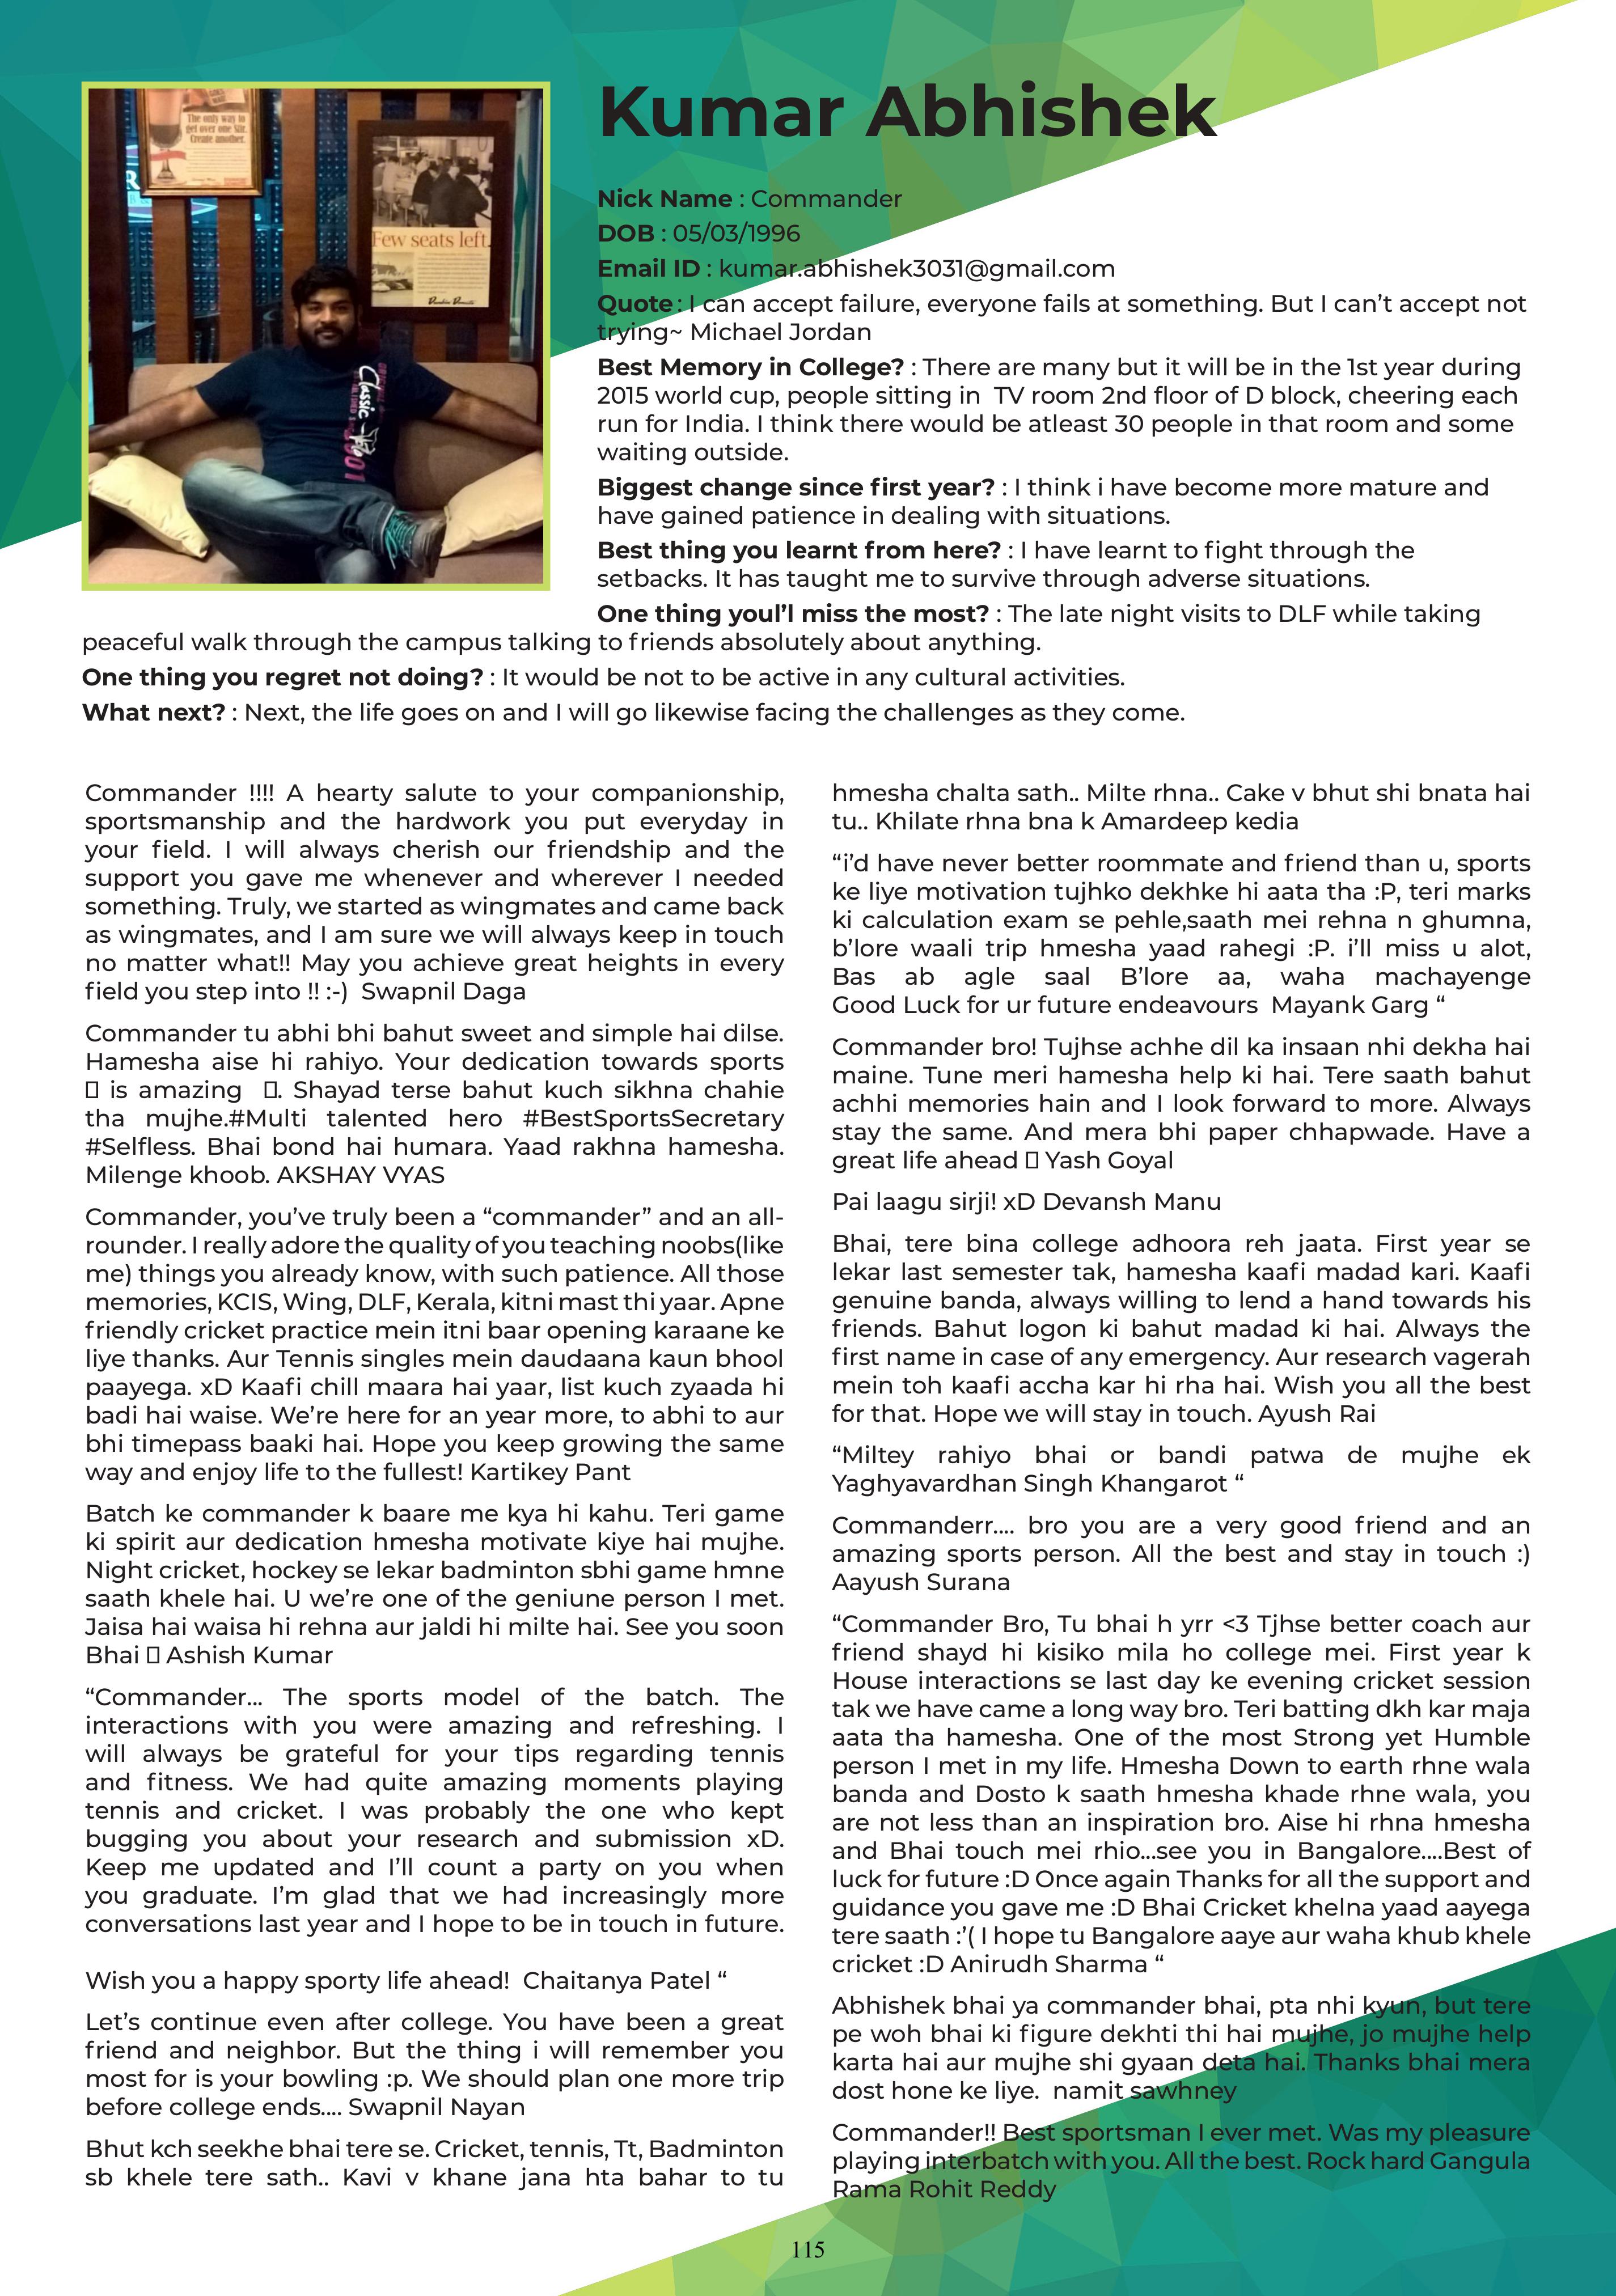 Kumar Abhishek
The only way to
get over one Stir.
Create another.
Few seats left.
Classic
Nick Name : Commander
DOB : 05/03/1996
Email ID : kumar.abhishek3031@gmail.com
Quote : I can accept failure, everyone fails at something. But I can’t accept not
trying~ Michael Jordan
Best Memory in College? : There are many but it will be in the 1st year during
2015 world cup, people sitting in  TV room 2nd floor of D block, cheering each
run for India. I think there would be atleast 30 people in that room and some
waiting outside.
Biggest change since first year? : I think i have become more mature and
have gained patience in dealing with situations.
Best thing you learnt from here? : I have learnt to fight through the
setbacks. It has taught me to survive through adverse situations.
One thing youl’l miss the most? : The late night visits to DLF while taking
peaceful walk through the campus talking to friends absolutely about anything.
One thing you regret not doing? : It would be not to be active in any cultural activities.
What next? : Next, the life goes on and I will go likewise facing the challenges as they come.
Commander !!!! A hearty salute to your companionship,
sportsmanship and the hardwork you put everyday in
your field. I will always cherish our friendship and the
support you gave me whenever and wherever I needed
something. Truly, we started as wingmates and came back
as wingmates, and I am sure we will always keep in touch
no matter what!! May you achieve great heights in every
field you step into !! :-)  Swapnil Daga
Commander tu abhi bhi bahut sweet and simple hai dilse.
Hamesha aise hi rahiyo. Your dedication towards sports
▯ is amazing  ▯. Shayad terse bahut kuch sikhna chahie
tha mujhe.#Multi talented hero #BestSportsSecretary
#Selfless. Bhai bond hai humara. Yaad rakhna hamesha.
Milenge khoob. AKSHAY VYAS
Commander, you’ve truly been a “commander” and an all-
rounder. I really adore the quality of you teaching noobs(like
me) things you already know, with such patience. All those
memories, KCIS, Wing, DLF, Kerala, kitni mast thi yaar. Apne
friendly cricket practice mein itni baar opening karaane ke
liye thanks. Aur Tennis singles mein daudaana kaun bhool
paayega. xD Kaafi chill maara hai yaar, list kuch zyaada hi
badi hai waise. We’re here for an year more, to abhi to aur
bhi timepass baaki hai. Hope you keep growing the same
way and enjoy life to the fullest! Kartikey Pant
Batch ke commander k baare me kya hi kahu. Teri game
ki spirit aur dedication hmesha motivate kiye hai mujhe.
Night cricket, hockey se lekar badminton sbhi game hmne
saath khele hai. U we’re one of the geniune person I met.
Jaisa hai waisa hi rehna aur jaldi hi milte hai. See you soon
Bhai ▯ Ashish Kumar
“Commander... The sports model of the batch. The
interactions with you were amazing and refreshing. I
will always be grateful for your tips regarding tennis
and fitness. We had quite amazing moments playing
tennis and cricket. I was probably the one who kept
bugging you about your research and submission xD.
Keep me updated and I’ll count a party on you when
you graduate. I’m glad that we had increasingly more
conversations last year and I hope to be in touch in future.
Wish you a happy sporty life ahead!  Chaitanya Patel “
Let’s continue even after college. You have been a great
friend and neighbor. But the thing i will remember you
most for is your bowling :p. We should plan one more trip
before college ends.... Swapnil Nayan
Bhut kch seekhe bhai tere se. Cricket, tennis, Tt, Badminton
sb khele tere sath.. Kavi v khane jana hta bahar to tu
hmesha chalta sath.. Milte rhna.. Cake v bhut shi bnata hai
tu.. Khilate rhna bna k Amardeep kedia
“i’d have never better roommate and friend than u, sports
ke liye motivation tujhko dekhke hi aata tha :P, teri marks
ki calculation exam se pehle,saath mei rehna n ghumna,
b’lore waali trip hmesha yaad rahegi :P. i’ll miss u alot,
Bas ab agle saal B’lore aa, waha machayenge
Good Luck for ur future endeavours  Mayank Garg “
Commander bro! Tujhse achhe dil ka insaan nhi dekha hai
maine. Tune meri hamesha help ki hai. Tere saath bahut
achhi memories hain and I look forward to more. Always
stay the same. And mera bhi paper chhapwade. Have a
great life ahead ▯ Yash Goyal
Pai laagu sirji! xD Devansh Manu
Bhai, tere bina college adhoora reh jaata. First year se
lekar last semester tak, hamesha kaafi madad kari. Kaafi
genuine banda, always willing to lend a hand towards his
friends. Bahut logon ki bahut madad ki hai. Always the
first name in case of any emergency. Aur research vagerah
mein toh kaafi accha kar hi rha hai. Wish you all the best
for that. Hope we will stay in touch. Ayush Rai
“Miltey rahiyo bhai or bandi patwa de mujhe ek
Yaghyavardhan Singh Khangarot “
Commanderr.... bro you are a very good friend and an
amazing sports person. All the best and stay in touch :)
Aayush Surana
“Commander Bro, Tu bhai h yrr <3 Tjhse better coach aur
friend shayd hi kisiko mila ho college mei. First year k
House interactions se last day ke evening cricket session
tak we have came a long way bro. Teri batting dkh kar maja
aata tha hamesha. One of the most Strong yet Humble
person I met in my life. Hmesha Down to earth rhne wala
banda and Dosto k saath hmesha khade rhne wala, you
are not less than an inspiration bro. Aise hi rhna hmesha
and Bhai touch mei rhio...see you in Bangalore....Best of
luck for future :D Once again Thanks for all the support and
guidance you gave me :D Bhai Cricket khelna yaad aayega
tere saath :’( I hope tu Bangalore aaye aur waha khub khele
cricket :D Anirudh Sharma “
Abhishek bhai ya commander bhai, pta nhi kyun, but tere
pe woh bhai ki figure dekhti thi hai mujhe, jo mujhe help
karta hai aur mujhe shi gyaan deta hai. Thanks bhai mera
dost hone ke liye.  namit sawhney
Commander!! Best sportsman I ever met. Was my pleasure
playing interbatch with you. All the best. Rock hard Gangula
Rama Rohit Reddy
115